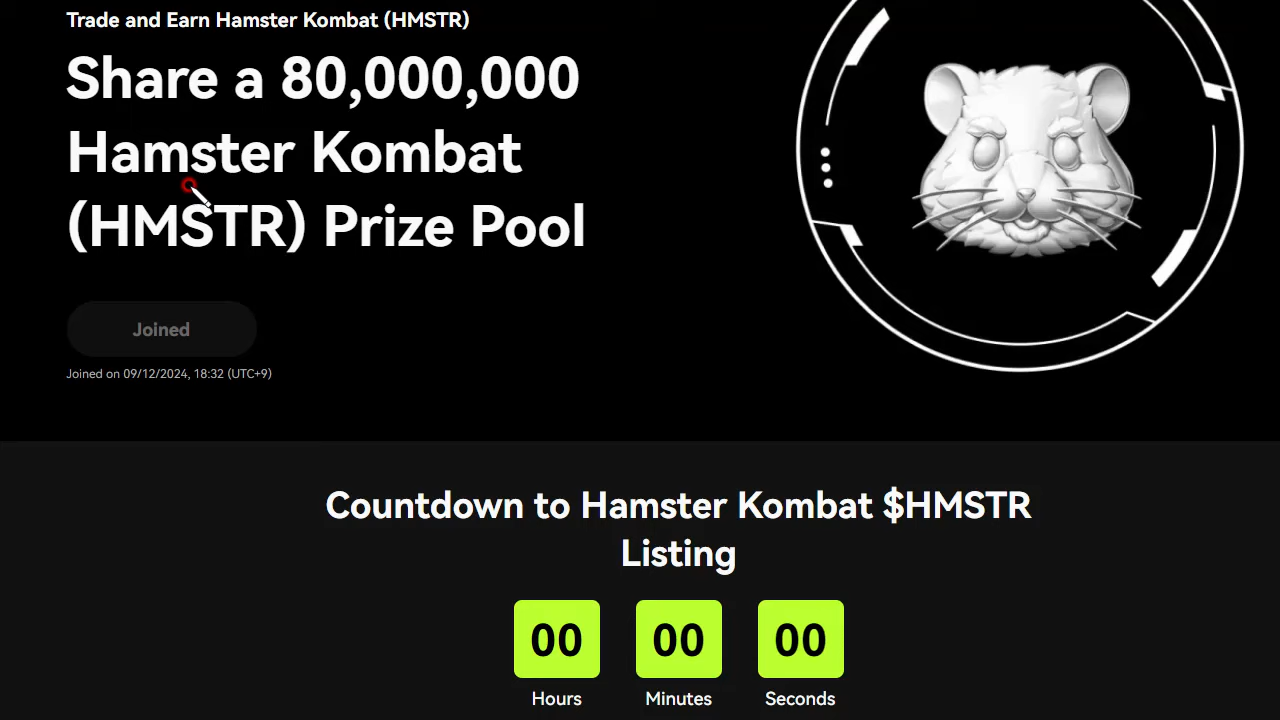 Trade and Earn Hamster Kombat (HMSTR)
Share a 80,000,000
Hamster Kombat
(HMSTR) Prize Pool
Joined
Joined on 09/12/2024, 18:32 (UTC+9)
Countdown to Hamster Kombat $HMSTR
Listing
00 00 00
Hours Minutes Seconds